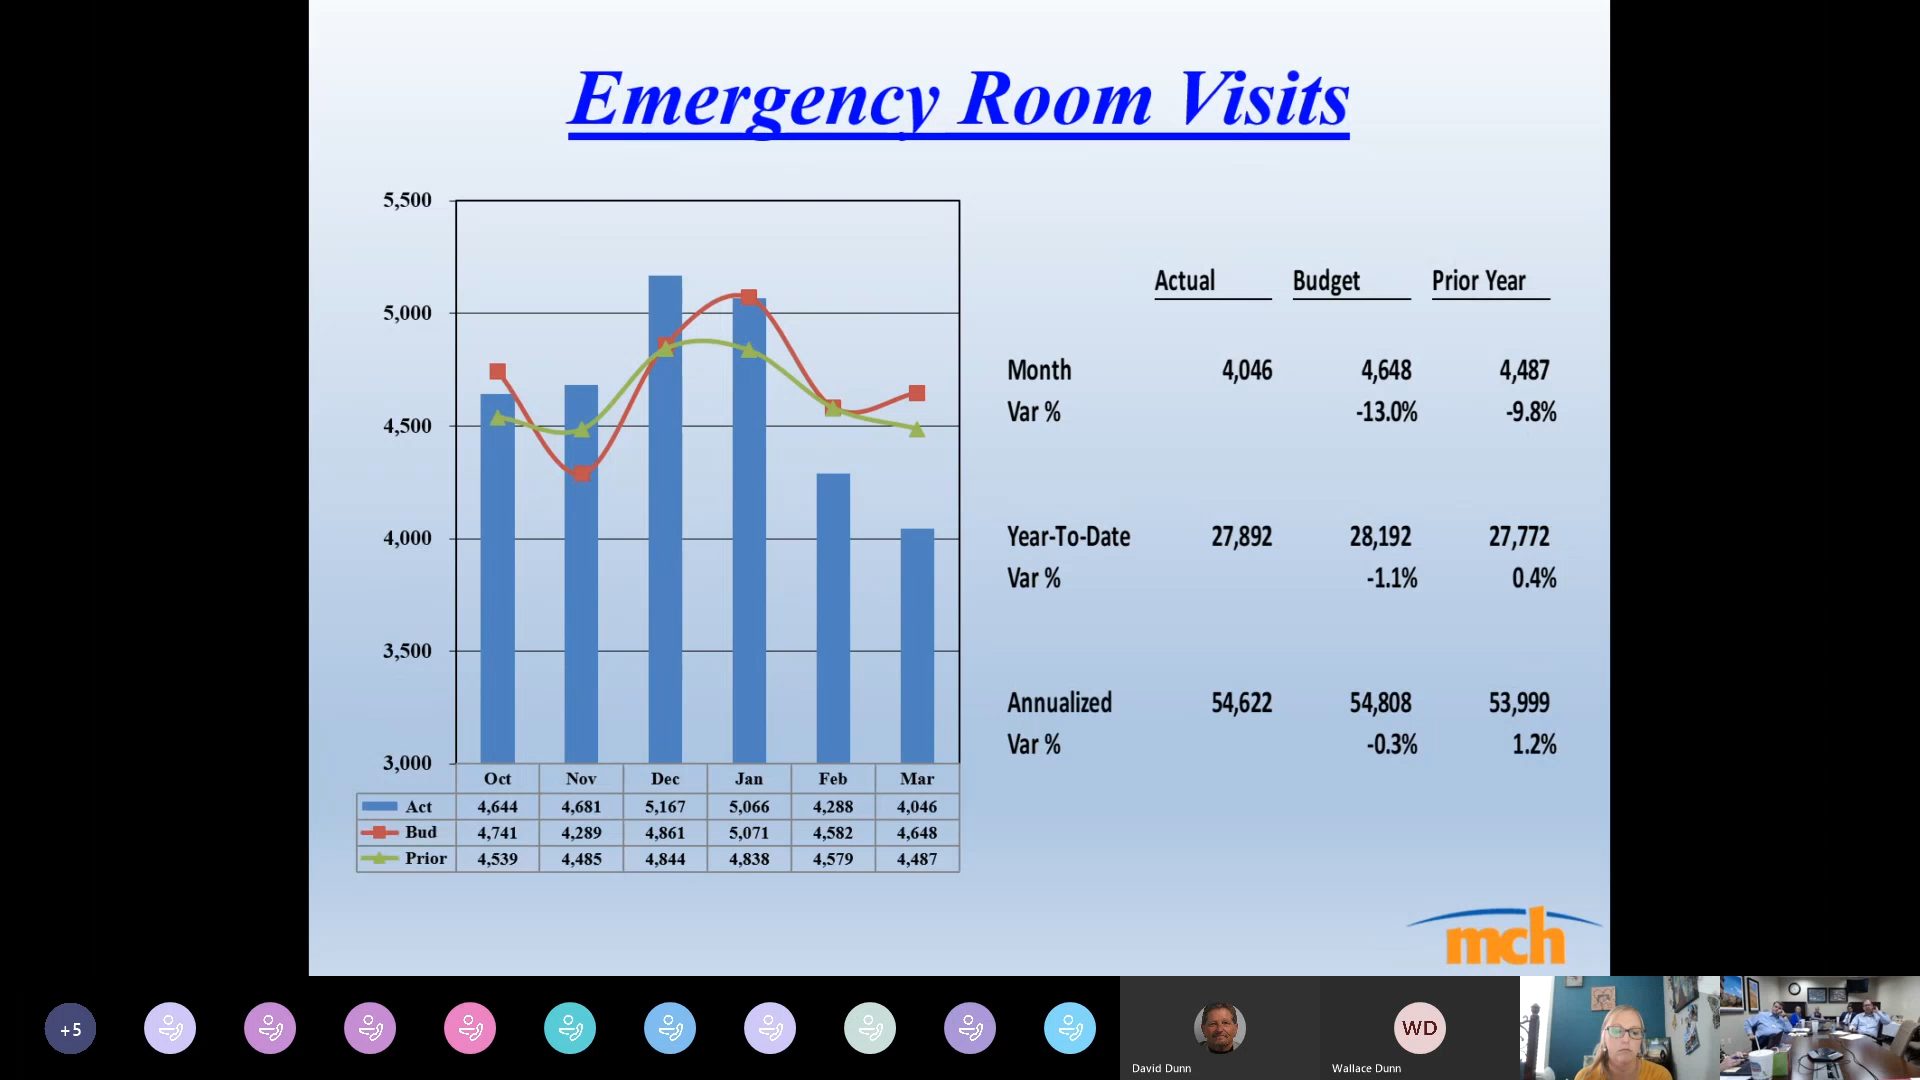 Emergency Room Visits
5,500
5,000
4,500
4,000
3,500
3,000
Oct Nov Dec Jan Feb Mar
Act 4,644 4,681 5,167 5,066 4,288 4,046
Bud 4,741 4,289 4,861 5,071 4,582 4,648
Prior 4,539 4,485 4,844 4,838 4,579 4,487
Actual Budget Prior Year
Month 4,046 4,648 4,487
Var % -13.0% -9.8%
Year-To-Date 27,892 28,192 27,772
Var % -1.1% 0.4%
Annualized 54,622 54,808 53,999
Var % -0.3% 1.2%
mch
+5
WD
David Dunn
Wallace Dunn